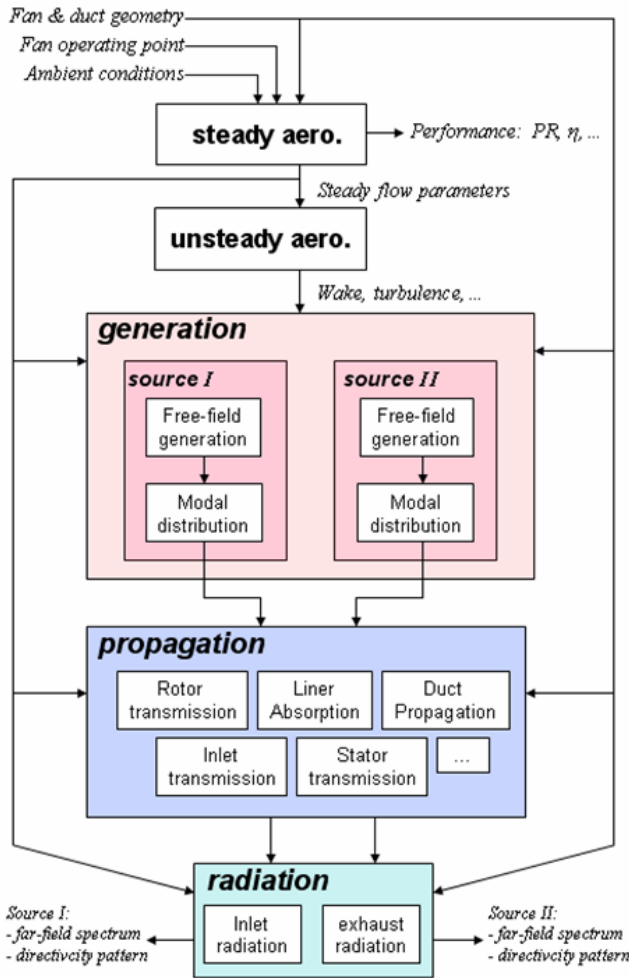 Fan & duct geometry
Fan operating point
Ambient conditions
steady aero.
Performance: PR, η, ...
Steady flow parameters
unsteady aero.
Wake, turbulence, ...
generation
source I
source II
Free-field
generation
Free-field
generation
Modal
distribution
Modal
distribution
propagation
Rotor
transmission
Liner
Absorption
Duct
Propagation
Inlet
transmission
Stator
transmission
...
radiation
Inlet
radiation
exhaust
radiation
Source I:
- far-field spectrum
- directivcity pattern
Source II:
- far-field spectrum
- directivcity pattern